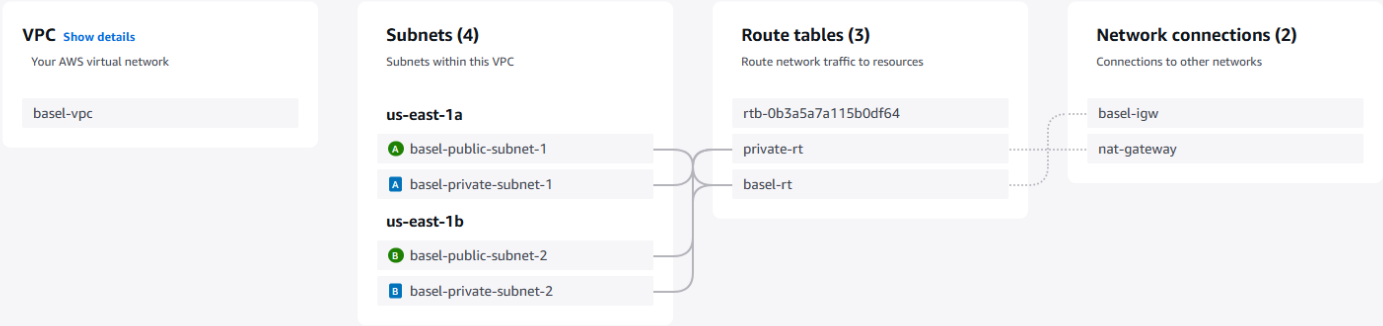 VPC Show details
Your AWS virtual network
basel-vpc
Subnets (4)
Subnets within this VPC
us-east-1a
A basel-public-subnet-1
A basel-private-subnet-1
us-east-1b
B basel-public-subnet-2
B basel-private-subnet-2
Route tables (3)
Route network traffic to resources
rtb-0b3a5a7a115b0df64
private-rt
basel-rt
Network connections (2)
Connections to other networks
basel-igw
nat-gateway